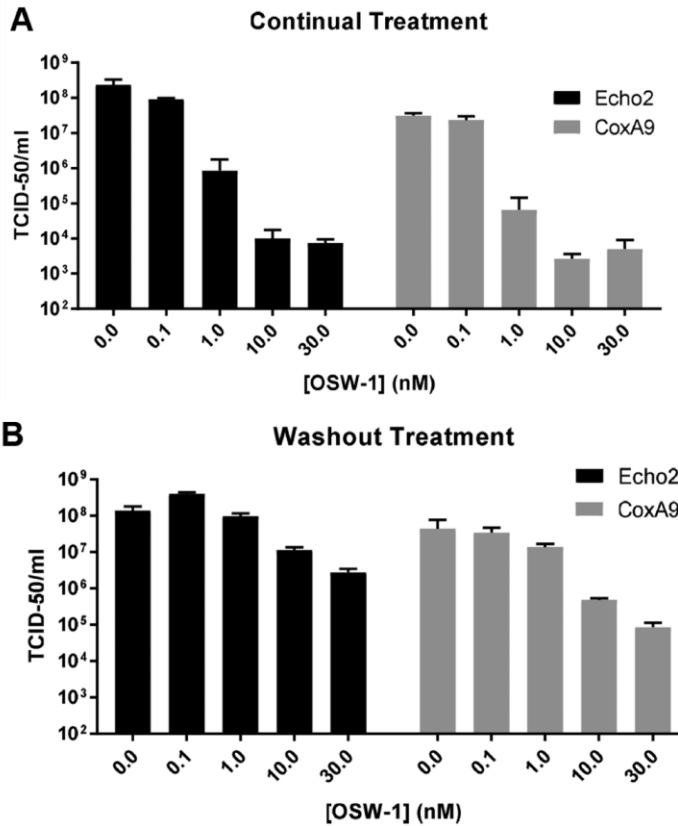 A
Continual Treatment
10⁹
10⁸
10⁷
10⁶
10⁵
10⁴
10³
10²
TCID-50/ml
Echo2
CoxA9
0.0 0.1 1.0 10.0 30.0 0.0 0.1 1.0 10.0 30.0
[OSW-1] (nM)
B
Washout Treatment
10⁹
10⁸
10⁷
10⁶
10⁵
10⁴
10³
10²
TCID-50/ml
Echo2
CoxA9
0.0 0.1 1.0 10.0 30.0 0.0 0.1 1.0 10.0 30.0
[OSW-1] (nM)